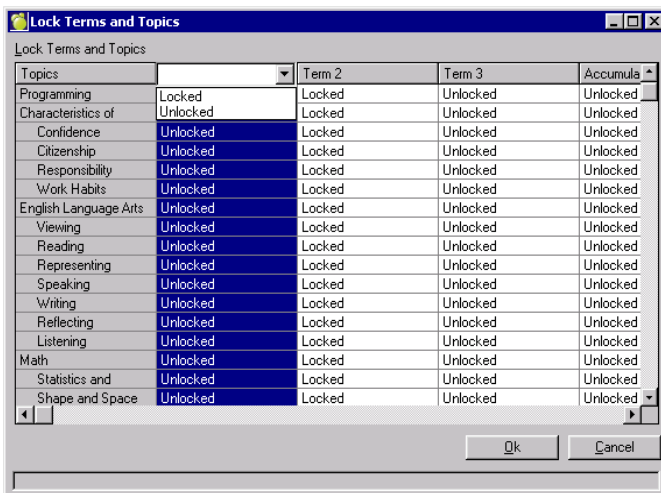 Lock Terms and Topics
Lock Terms and Topics
Topics Term 2 Term 3 Accumula
Programming Locked Locked Unlocked Unlocked
Characteristics of Unlocked Locked Unlocked Unlocked
Confidence Unlocked Locked Unlocked Unlocked
Citizenship Unlocked Locked Unlocked Unlocked
Responsibility Unlocked Locked Unlocked Unlocked
Work Habits Unlocked Locked Unlocked Unlocked
English Language Arts Unlocked Locked Unlocked Unlocked
Viewing Unlocked Locked Unlocked Unlocked
Reading Unlocked Locked Unlocked Unlocked
Representing Unlocked Locked Unlocked Unlocked
Speaking Unlocked Locked Unlocked Unlocked
Writing Unlocked Locked Unlocked Unlocked
Reflecting Unlocked Locked Unlocked Unlocked
Listening Unlocked Locked Unlocked Unlocked
Math Unlocked Locked Unlocked Unlocked
Statistics and Unlocked Locked Unlocked Unlocked
Shape and Space Unlocked Locked Unlocked Unlocked
Ok Cancel